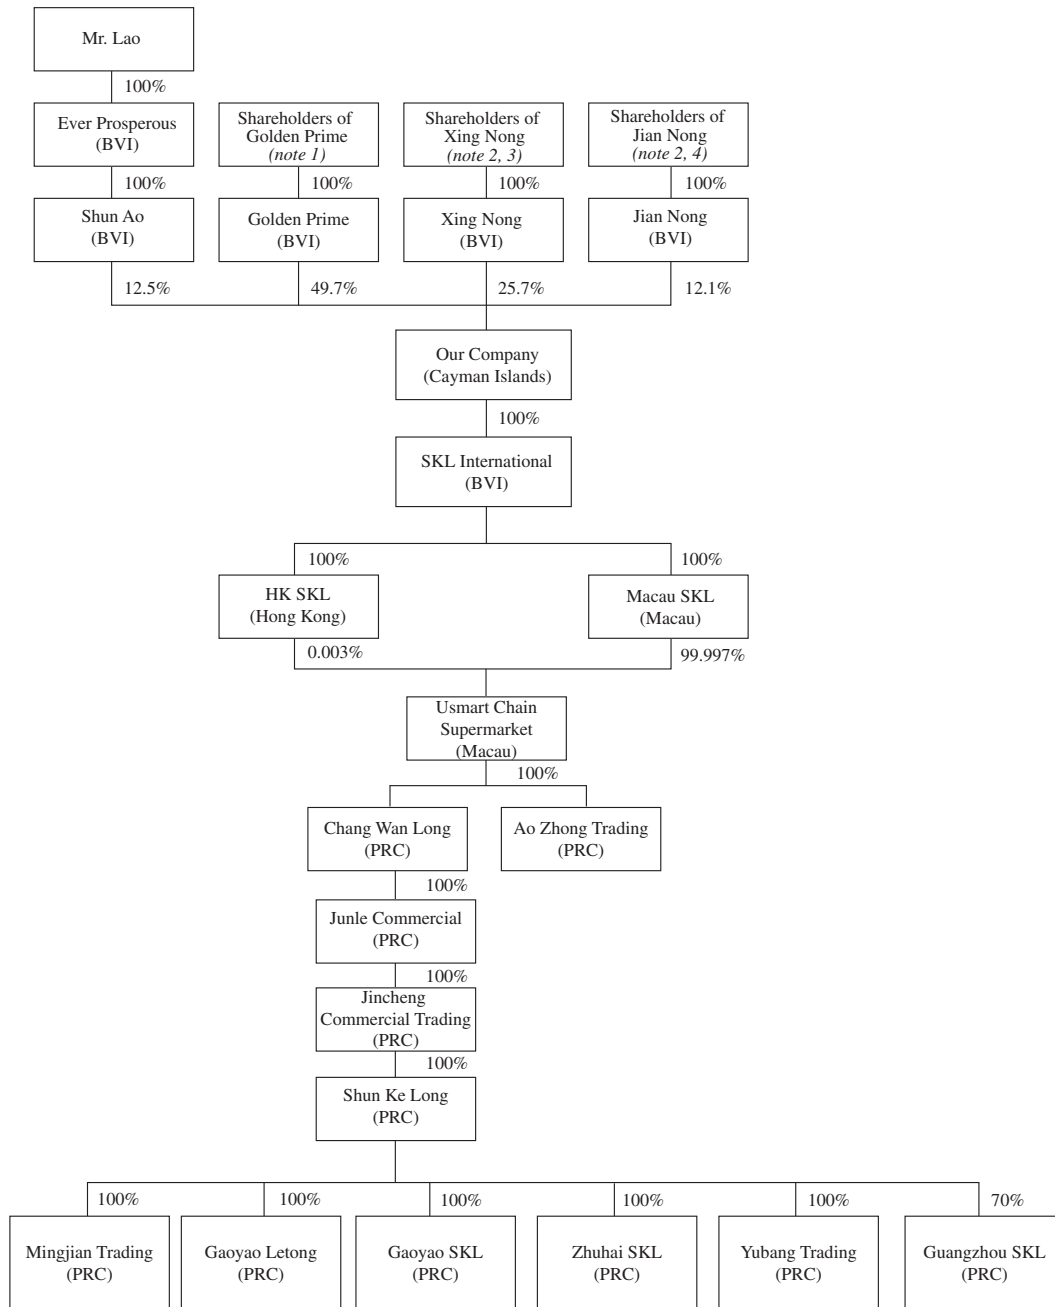 Mr. Lao
100%
Ever Prosperous
(BVI)
Shareholders of
Golden Prime
(note 1)
Shareholders of
Xing Nong
(note 2, 3)
Shareholders of
Jian Nong
(note 2, 4)
100%
100%
100%
100%
Shun Ao
(BVI)
Golden Prime
(BVI)
Xing Nong
(BVI)
Jian Nong
(BVI)
12.5%
49.7%
25.7%
12.1%
Our Company
(Cayman Islands)
100%
SKL International
(BVI)
100%
100%
HK SKL
(Hong Kong)
Macau SKL
(Macau)
0.003%
99.997%
Usmart Chain
Supermarket
(Macau)
100%
Chang Wan Long
(PRC)
Ao Zhong Trading
(PRC)
100%
Junle Commercial
(PRC)
100%
Jincheng
Commercial Trading
(PRC)
100%
Shun Ke Long
(PRC)
100%
100%
100%
100%
100%
70%
Mingjian Trading
(PRC)
Gaoyao Letong
(PRC)
Gaoyao SKL
(PRC)
Zhuhai SKL
(PRC)
Yubang Trading
(PRC)
Guangzhou SKL
(PRC)